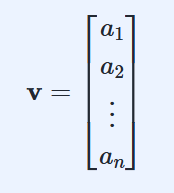 v = [a₁
a₂
⋮
aₙ]